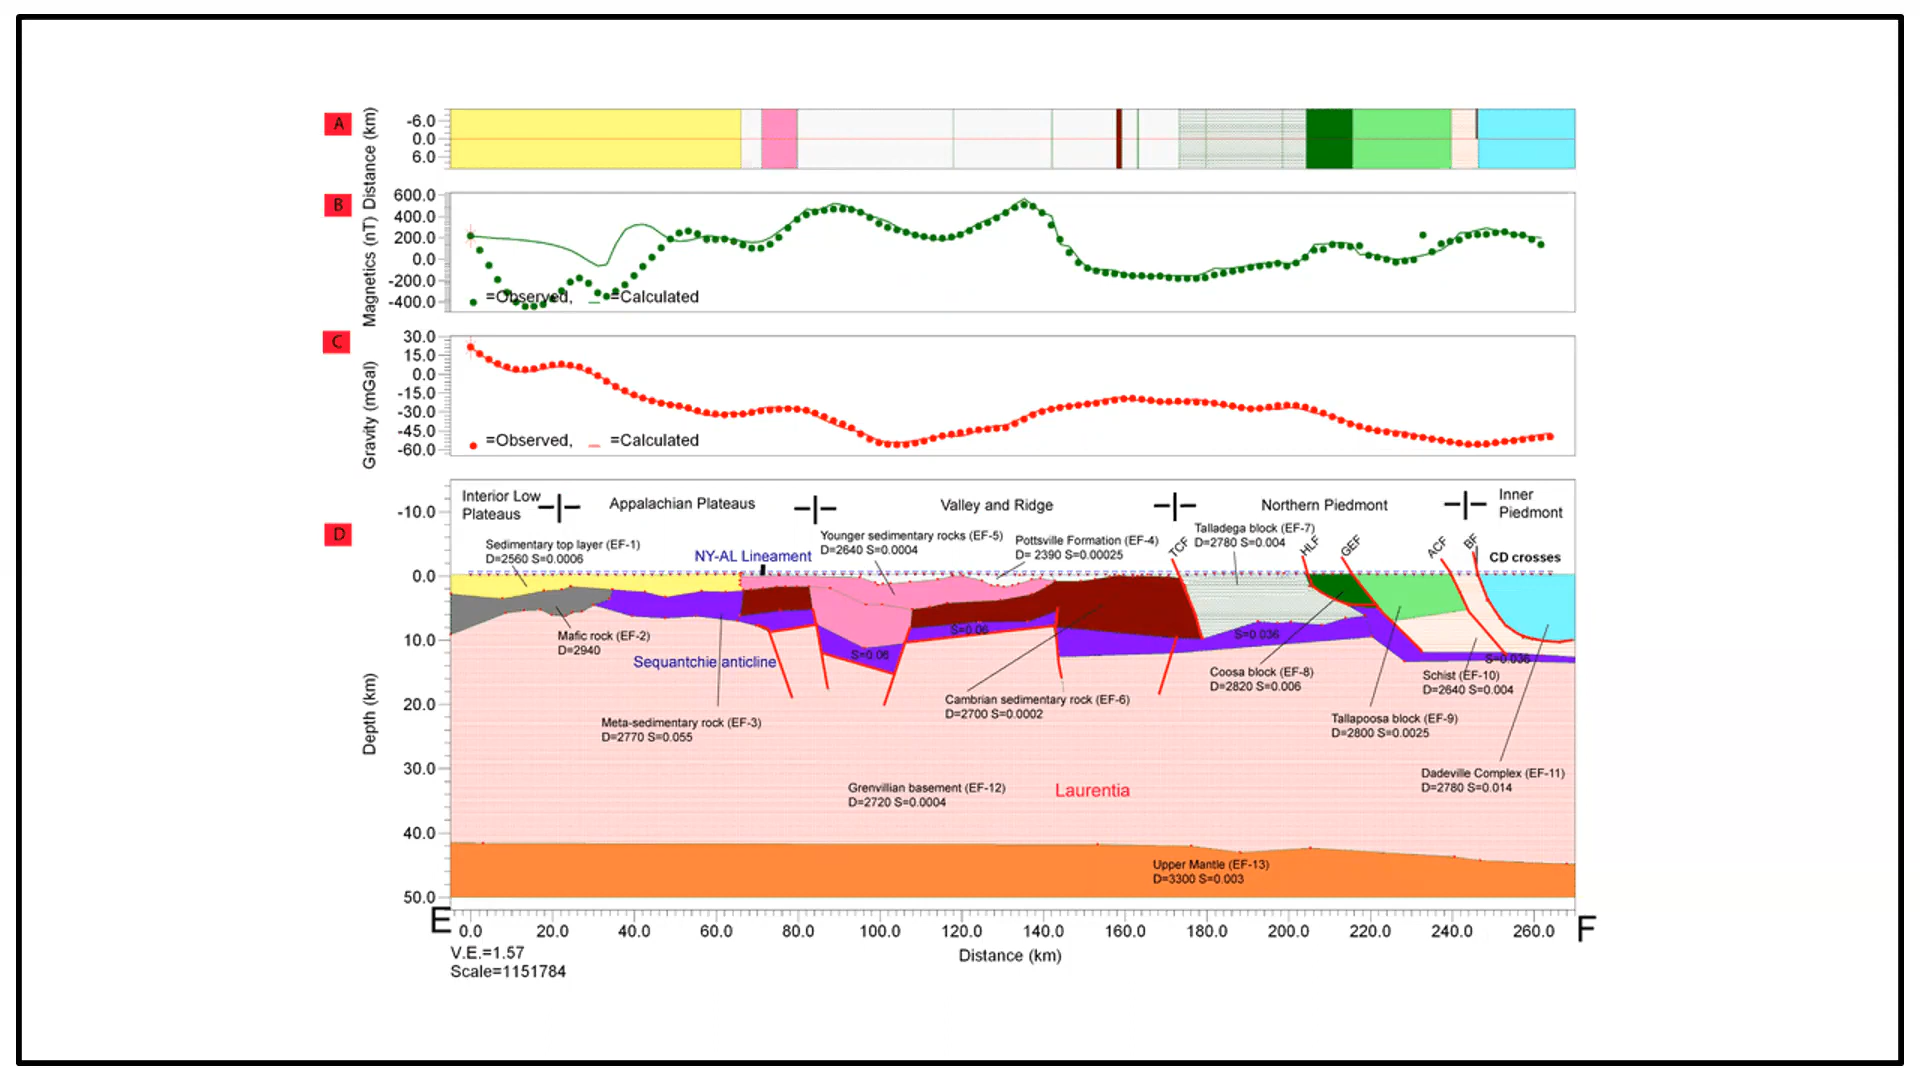 A
Distance (km)
-6.0
0.0
6.0
B
Magnetics (nT)
600.0
400.0
200.0
0.0
-200.0
-400.0
=Observed, =Calculated
C
Gravity (mGal)
30.0
15.0
0.0
-15.0
-30.0
-45.0
-60.0
=Observed, =Calculated
D
Depth (km)
-10.0
0.0
10.0
20.0
30.0
40.0
50.0
Interior Low
Plateaus
Appalachian Plateaus
Valley and Ridge
Northern Piedmont
Inner
Piedmont
Sedimentary top layer (EF-1)
D=2560 S=0.0006
NY-AL Lineament
Younger sedimentary rocks (EF-5)
D=2640 S=0.0004
Pottsville Formation (EF-4)
D= 2390 S=0.00025
TCF
Talladega block (EF-7)
D=2780 S=0.004
HLF
GEF
ACF
BF
CD crosses
Mafic rock (EF-2)
D=2940
Sequantchie anticline
S=0.06
S=0.06
S=0.036
S=0.036
Meta-sedimentary rock (EF-3)
D=2770 S=0.055
Cambrian sedimentary rock (EF-6)
D=2700 S=0.0002
Coosa block (EF-8)
D=2820 S=0.006
Schist (EF-10)
D=2640 S=0.004
Tallapoosa block (EF-9)
D=2800 S=0.0025
Dadeville Complex (EF-11)
D=2780 S=0.014
Grenvillian basement (EF-12)
D=2720 S=0.0004
Laurentia
Upper Mantle (EF-13)
D=3300 S=0.003
E
F
0.0 20.0 40.0 60.0 80.0 100.0 120.0 140.0 160.0 180.0 200.0 220.0 240.0 260.0
Distance (km)
V.E.=1.57
Scale=1151784